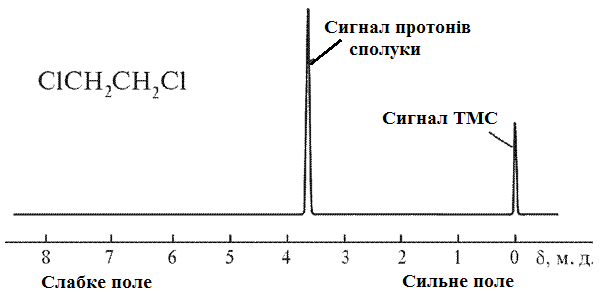 Сигнал протонів
сполуки
ClCH₂CH₂Cl
Сигнал ТМС
8 7 6 5 4 3 2 1 0 δ, м. д.
Слабке поле Сильне поле